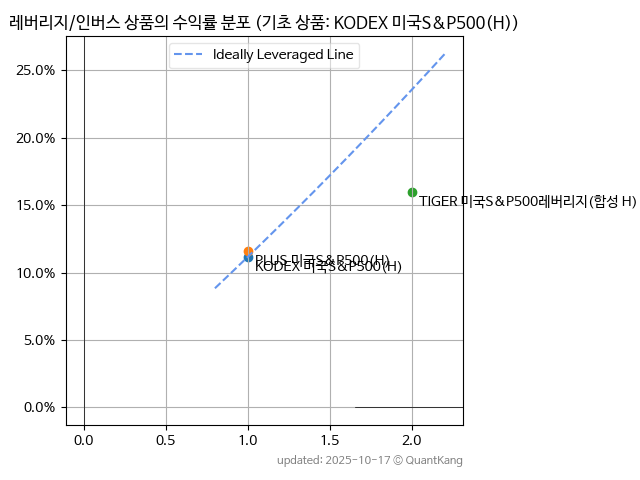 레버리지/인버스 상품의 수익률 분포 (기초 상품: KODEX 미국S&P500(H))
Ideally Leveraged Line
25.0%
20.0%
15.0%
10.0%
5.0%
0.0%
TIGER 미국S&P500레버리지(합성 H)
PLUS 미국S&P500(H)
KODEX 미국S&P500(H)
0.0 0.5 1.0 1.5 2.0
updated: 2025-10-17 © QuantKang